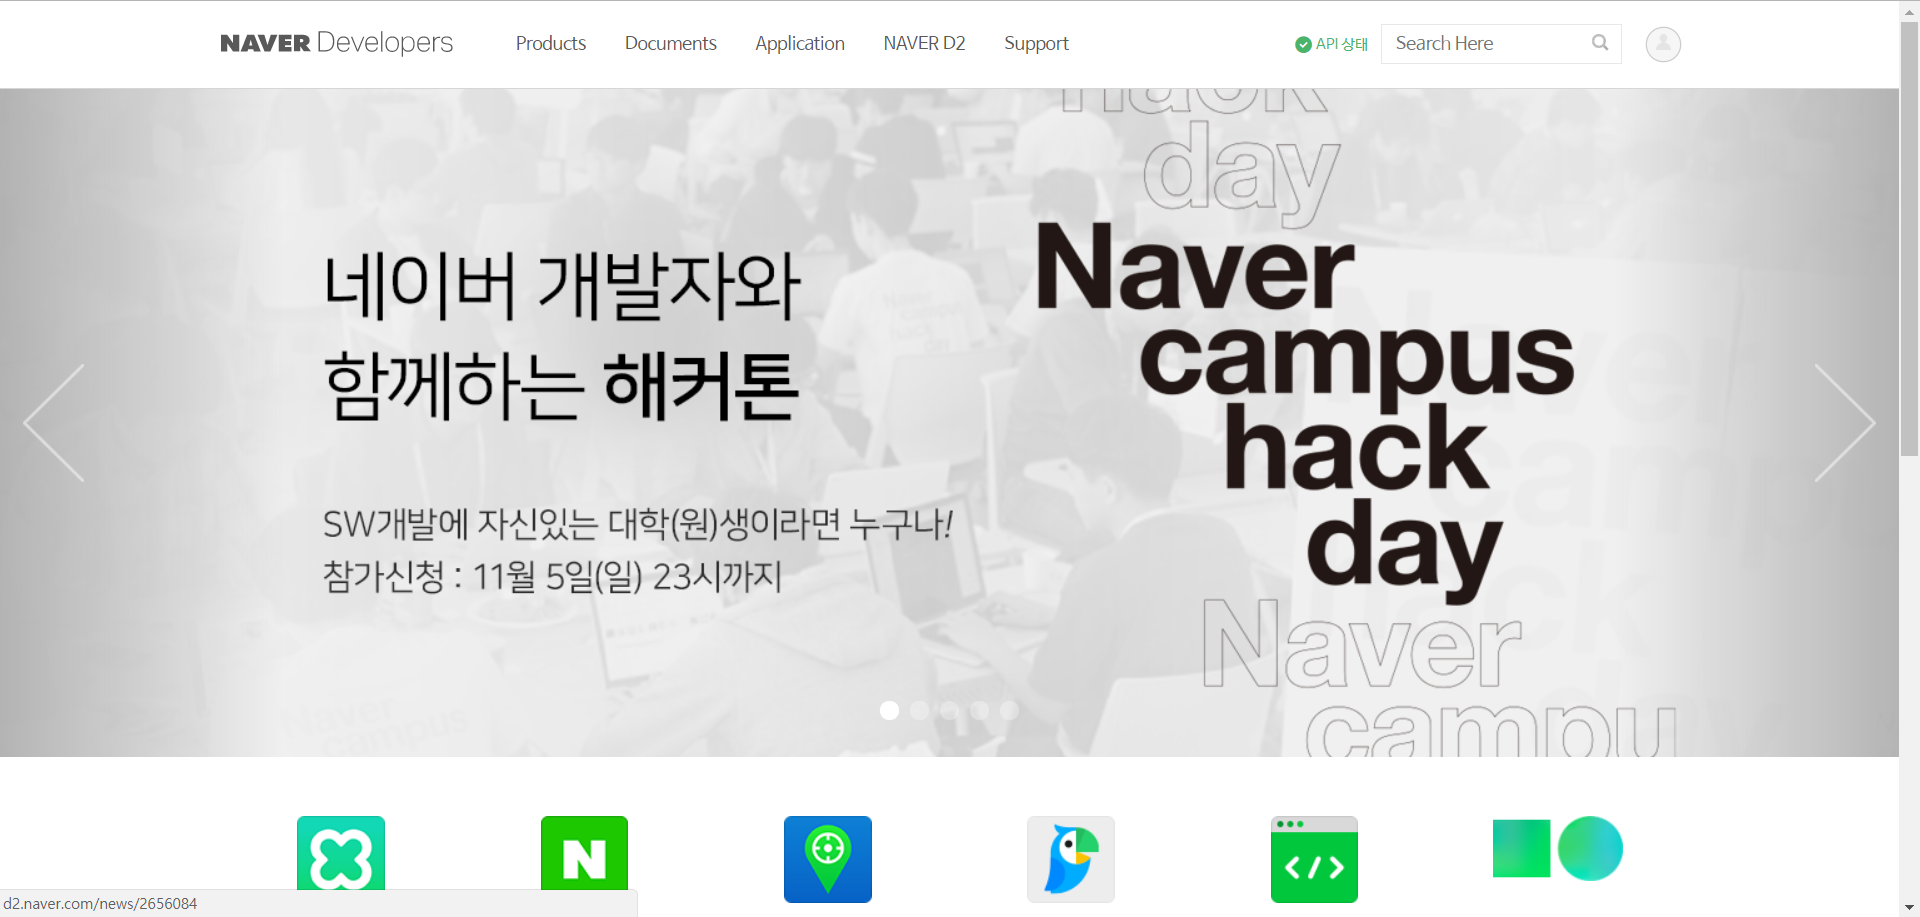 NAVER Developers
Products
Documents
Application
NAVER D2
Support
API 상태
Search Here
hack
day
네이버 개발자와
함께하는 해커톤
SW개발에 자신있는 대학(원)생이라면 누구나!
참가신청 : 11월 5일(일) 23시까지
Naver
campus
hack
day
Naver
campu
Naver
campus
N
</>
d2.naver.com/news/2656084